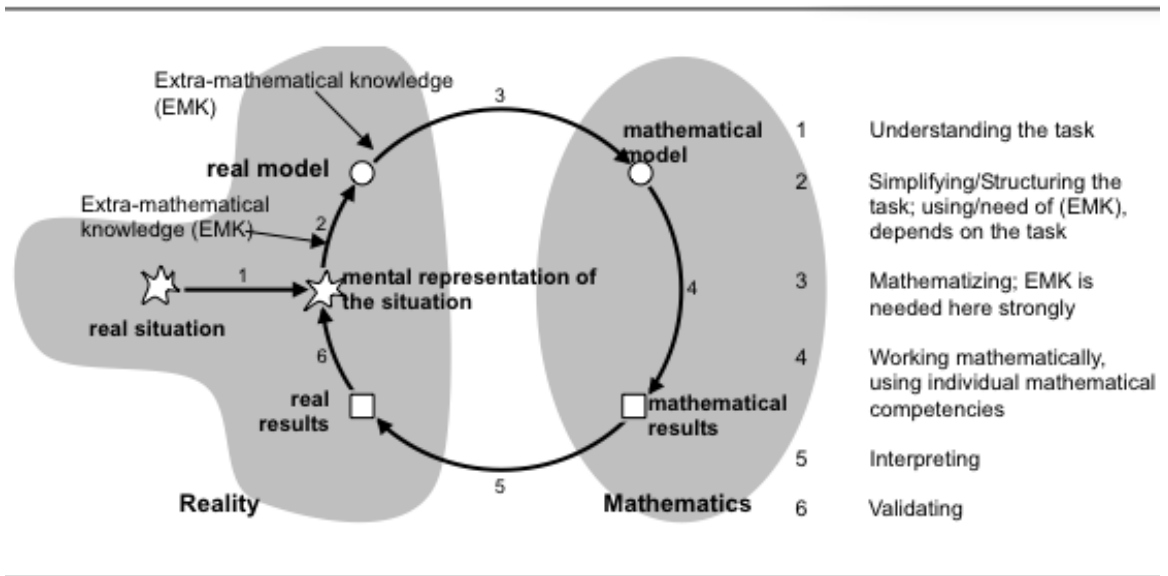 Extra-mathematical knowledge
(EMK)
3
real model
mathematical
model
Extra-mathematical
knowledge (EMK)
2
1
mental representation of
the situation
real situation
4
6
real
results
mathematical
results
5
Reality
Mathematics
1 Understanding the task
2 Simplifying/Structuring the
task; using/need of (EMK),
depends on the task
3 Mathematizing; EMK is
needed here strongly
4 Working mathematically,
using individual mathematical
competencies
5 Interpreting
6 Validating